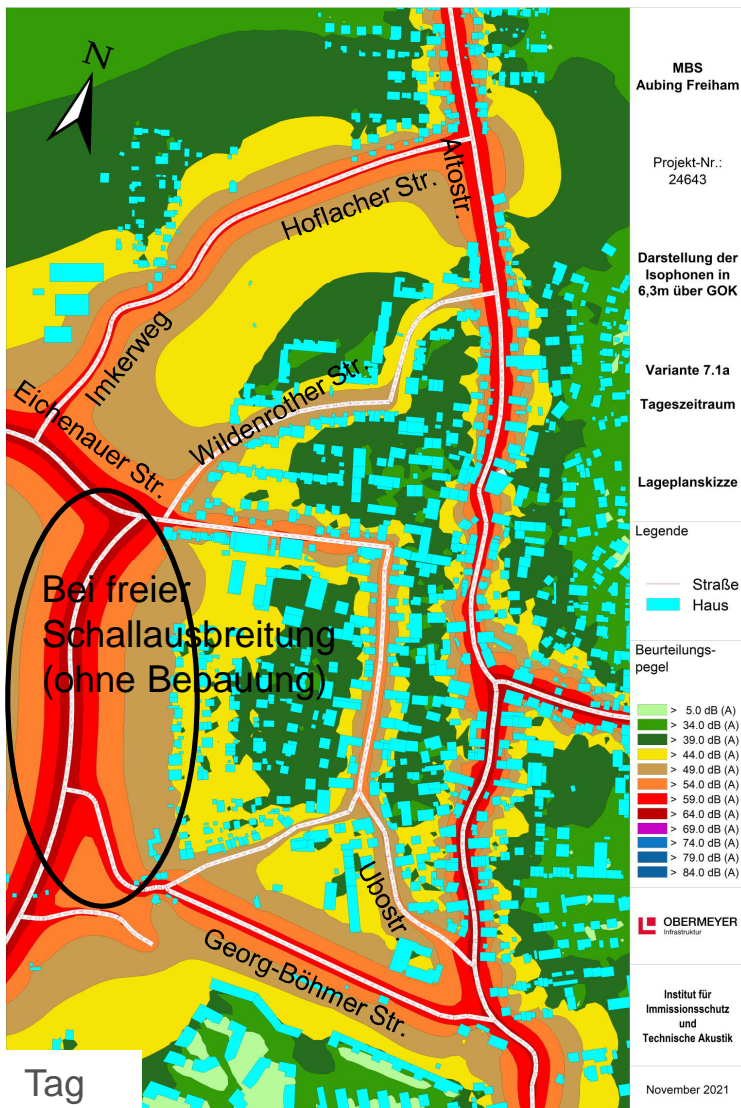 N
Altostr.
Hoflacher Str.
Imkerweg
Wildenrother Str.
Eichenauer Str.
Bei freier
Schallausbreitung
(ohne Bebauung)
Ubostr.
Georg-Böhmer Str.
Tag
MBS
Aubing Freiham
Projekt-Nr.:
24643
Darstellung der
Isophonen in
6,3m über GOK
Variante 7.1a
Tageszeitraum
Lageplanskizze
Legende
Straße
Haus
Beurteilungs-
pegel
> 5.0 dB (A)
> 34.0 dB (A)
> 39.0 dB (A)
> 44.0 dB (A)
> 49.0 dB (A)
> 54.0 dB (A)
> 59.0 dB (A)
> 64.0 dB (A)
> 69.0 dB (A)
> 74.0 dB (A)
> 79.0 dB (A)
> 84.0 dB (A)
OBERMEYER
Infrastruktur
Institut für
Immissionsschutz
und
Technische Akustik
November 2021